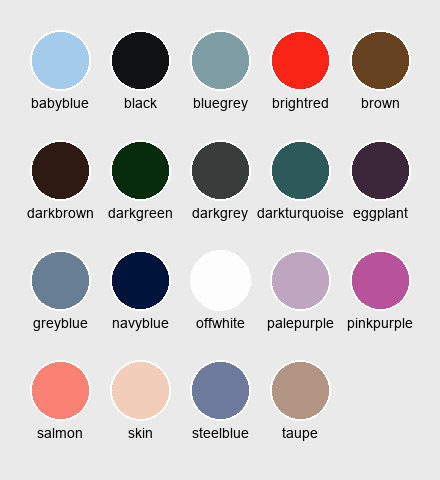 babyblue black bluegrey brightred brown
darkbrown darkgreen darkgrey darkturquoise eggplant
greyblue navyblue offwhite palepurple pinkpurple
salmon skin steelblue taupe